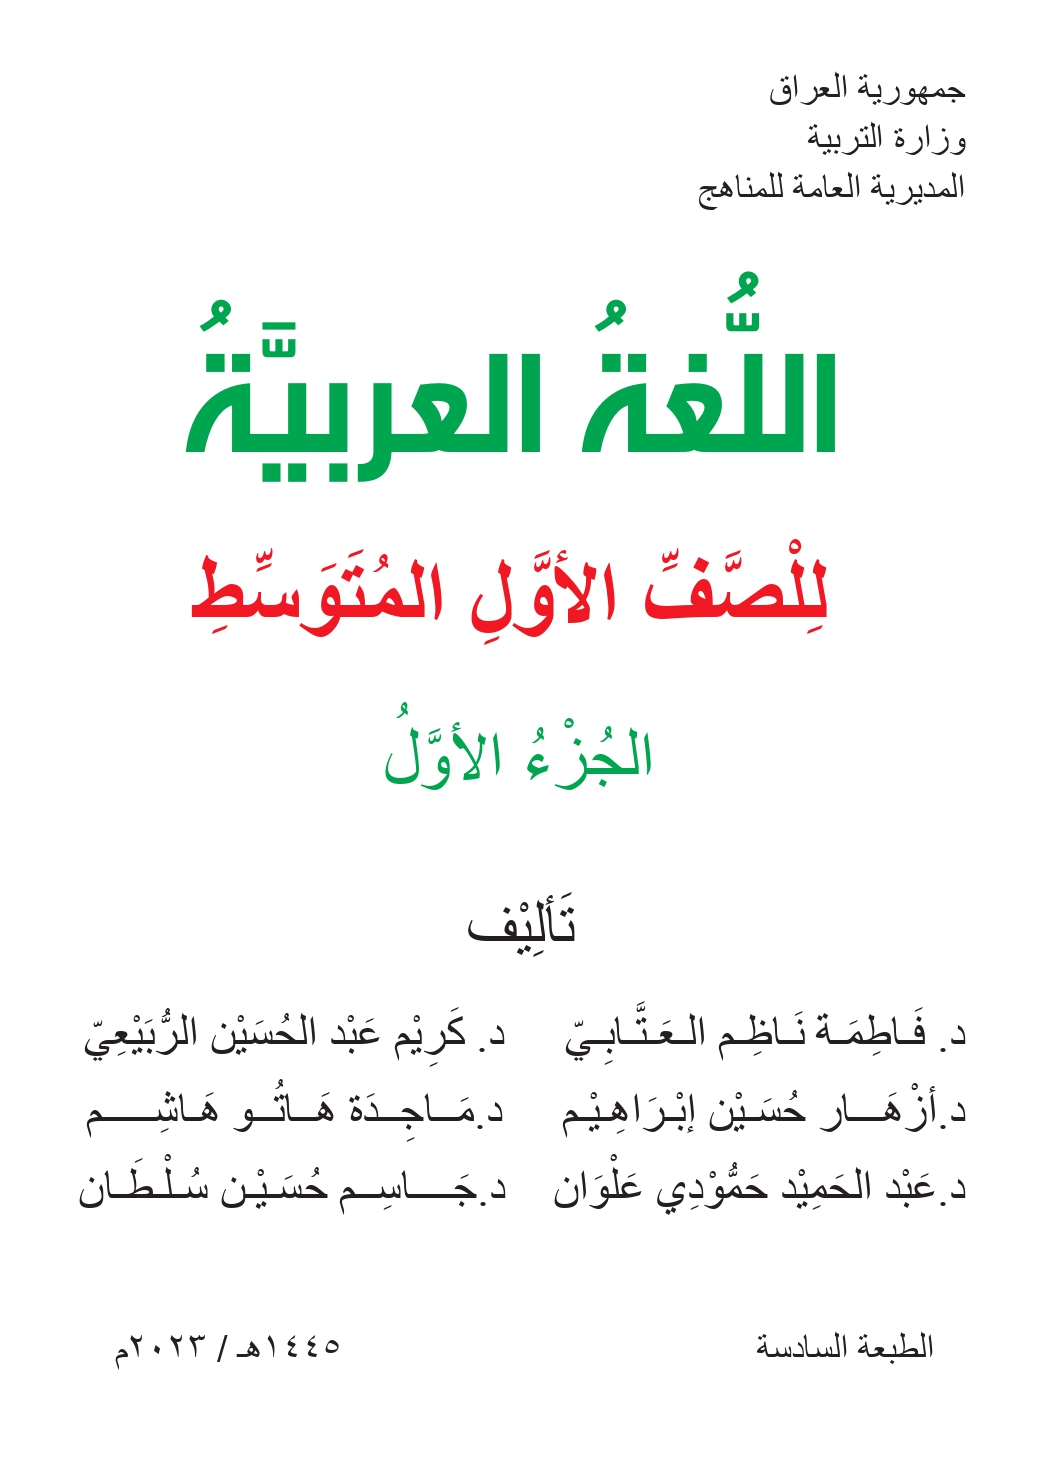 جمهورية العراق
وزارة التربية
المديرية العامة للمناهج
اللُّغةُ العربيَّةُ
لِلْصَّفِّ الأوَّلِ المُتَوَسِّطِ
الجُزْءُ الأوَّلُ
تَألِيْف
د. فَاطِمَة نَاظِم العَتَّابِيّ د. كَرِيْم عَبْد الحُسَيْن الرُّبَيْعِيّ
د.أزْهَار حُسَيْن إبْرَاهِيْم د.مَاجِدَة هَاتُو هَاشِم
د.عَبْد الحَمِيْد حَمُّوْدِي عَلْوَان د.جَاسِم حُسَيْن سُلْطَان
الطبعة السادسة ١٤٤٥هـ / ٢٠٢٣م